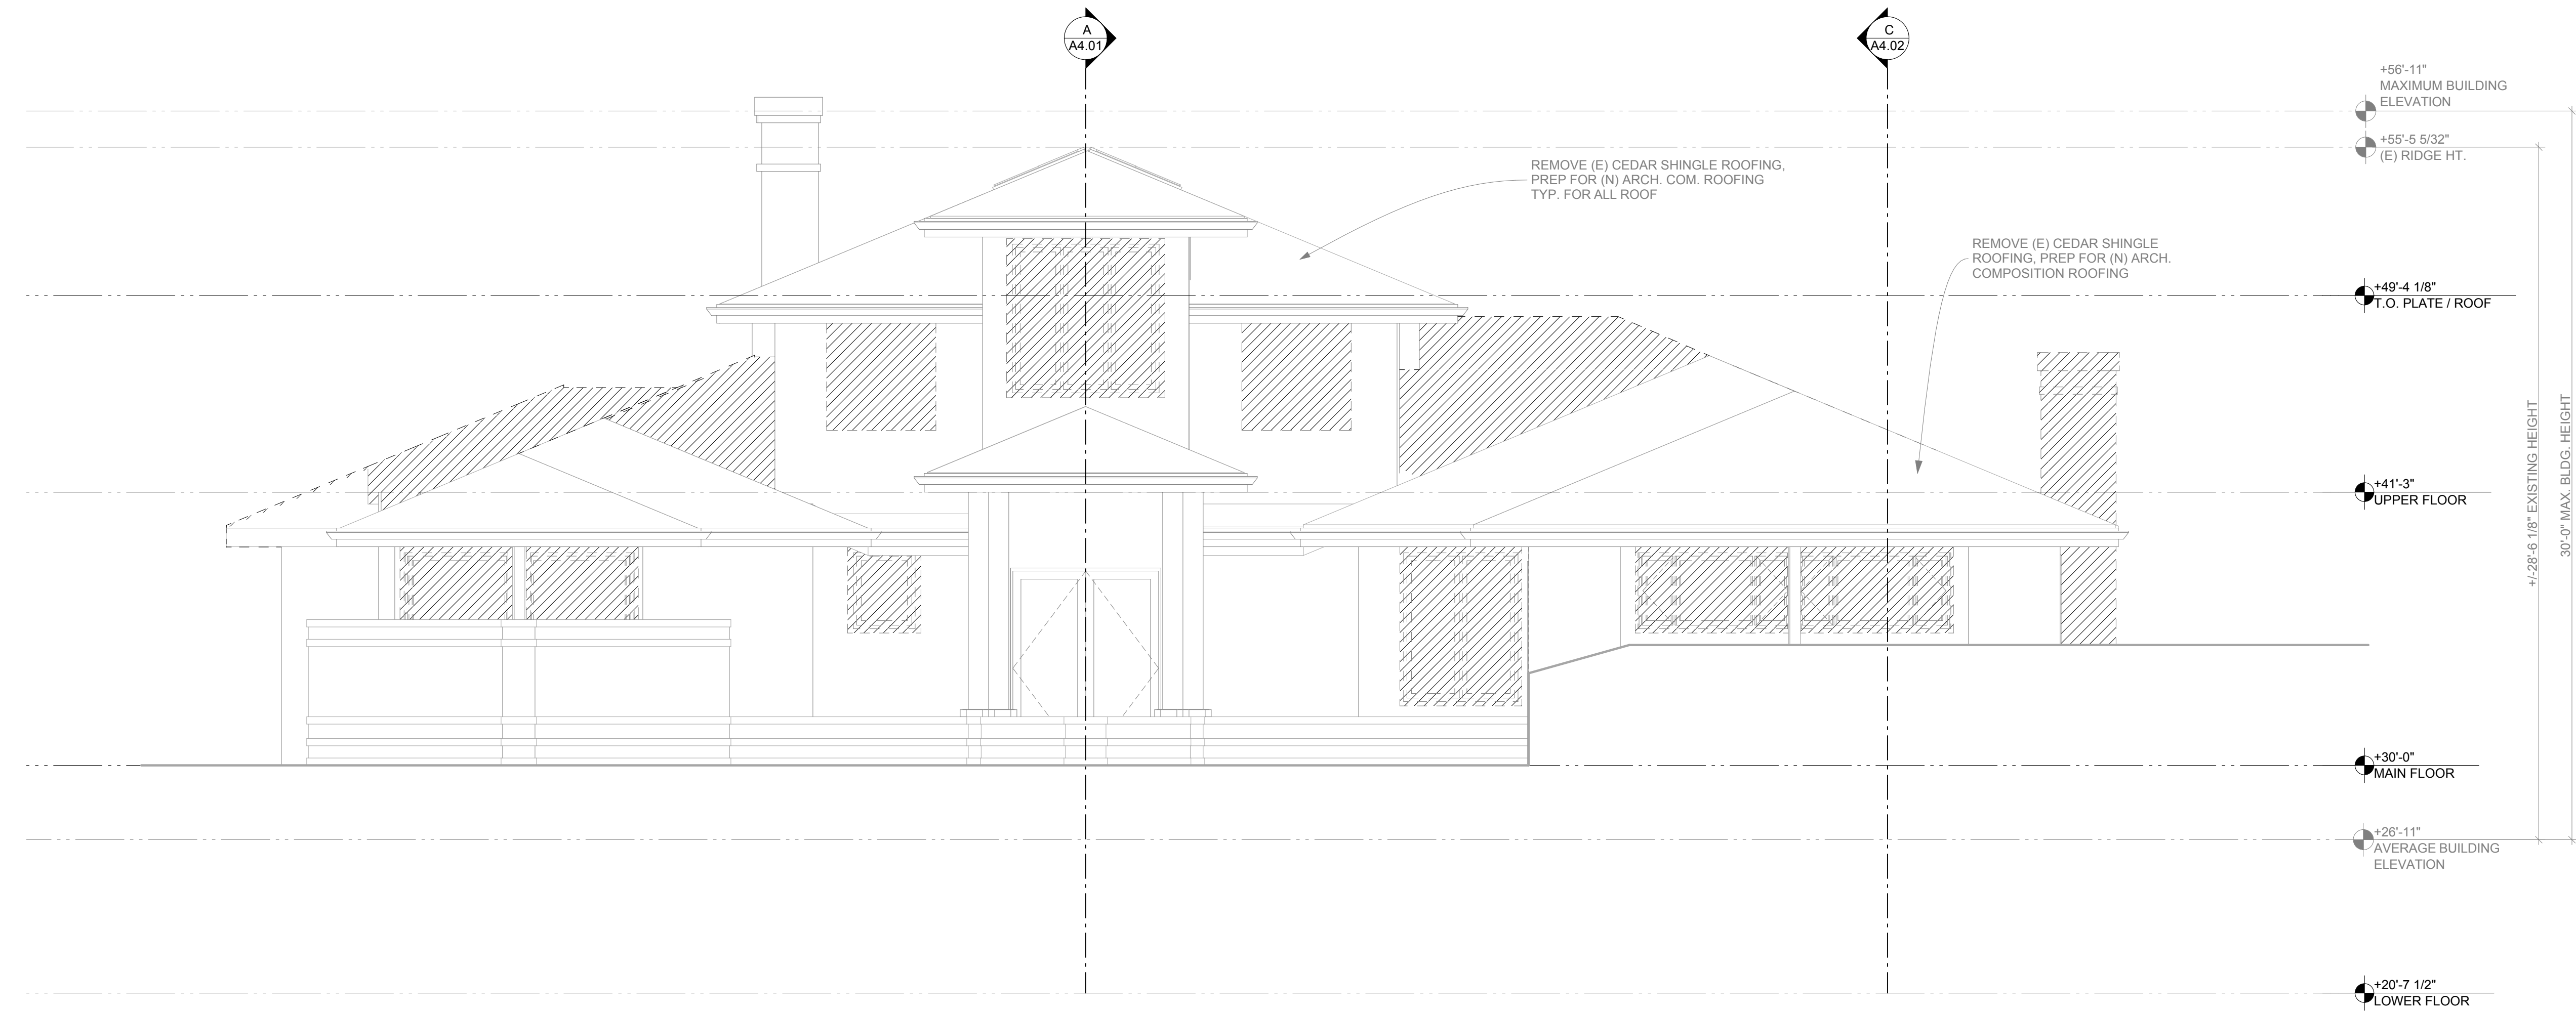 A
A4.01
C
A4.02
+56'-11"
MAXIMUM BUILDING
ELEVATION
+55'-5 5/32"
(E) RIDGE HT.
REMOVE (E) CEDAR SHINGLE ROOFING,
PREP FOR (N) ARCH. COM. ROOFING
TYP. FOR ALL ROOF
REMOVE (E) CEDAR SHINGLE
ROOFING, PREP FOR (N) ARCH.
COMPOSITION ROOFING
+49'-4 1/8"
T.O. PLATE / ROOF
+41'-3"
UPPER FLOOR
+/-28'-6 1/8" EXISTING HEIGHT
30'-0" MAX. BLDG. HEIGHT
+30'-0"
MAIN FLOOR
+26'-11"
AVERAGE BUILDING
ELEVATION
+20'-7 1/2"
LOWER FLOOR